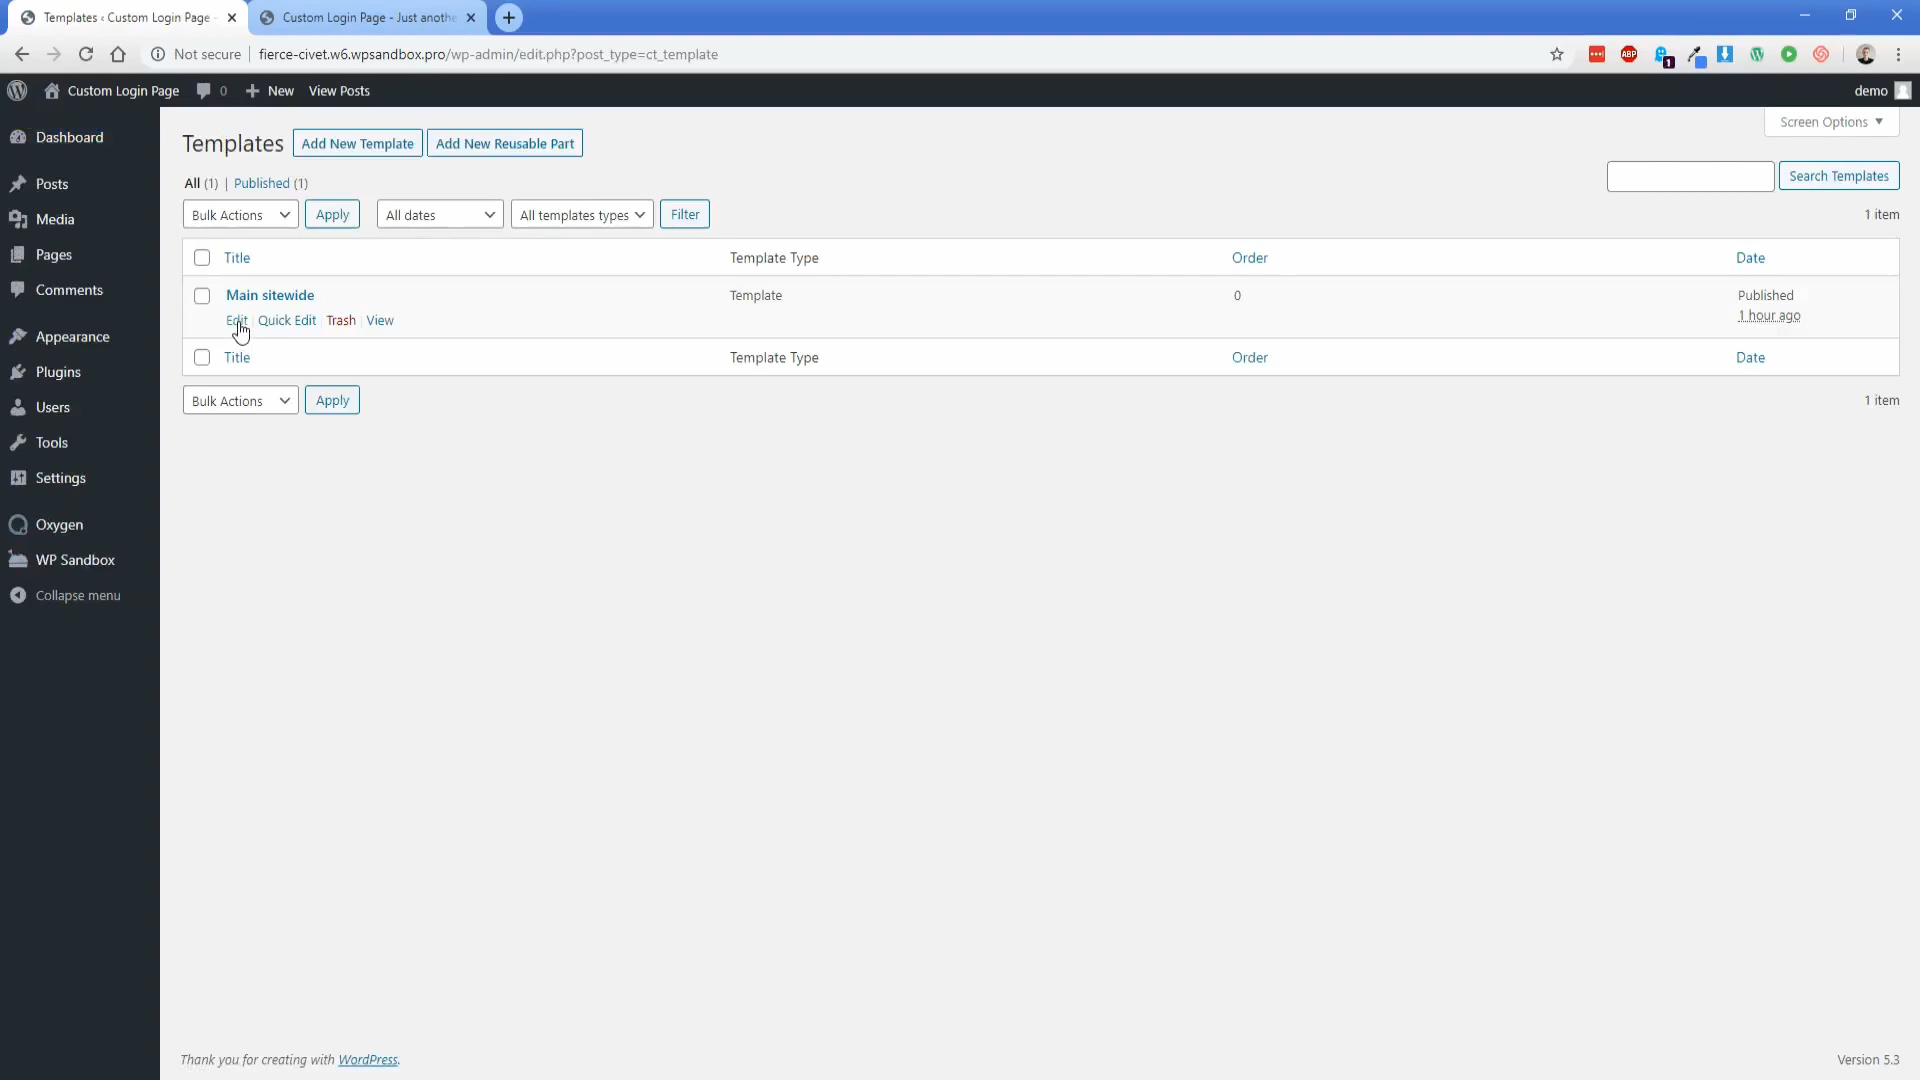 Templates ‹ Custom Login Page -
Custom Login Page - Just anothe
Not secure
fierce-civet.w6.wpsandbox.pro/wp-admin/edit.php?post_type=ct_template
ABP
1
Custom Login Page
0
New
View Posts
demo
Dashboard
Posts
Media
Pages
Comments
Appearance
Plugins
Users
Tools
Settings
Oxygen
WP Sandbox
Collapse menu
Screen Options
Templates
Add New Template
Add New Reusable Part
All (1) | Published (1)
Search Templates
Bulk Actions
Apply
All dates
All templates types
Filter
1 item
Title Template Type Order Date
Main sitewide Template 0 Published
Edit | Quick Edit | Trash | View 1 hour ago
Title Template Type Order Date
Bulk Actions
Apply
1 item
Thank you for creating with WordPress.
Version 5.3